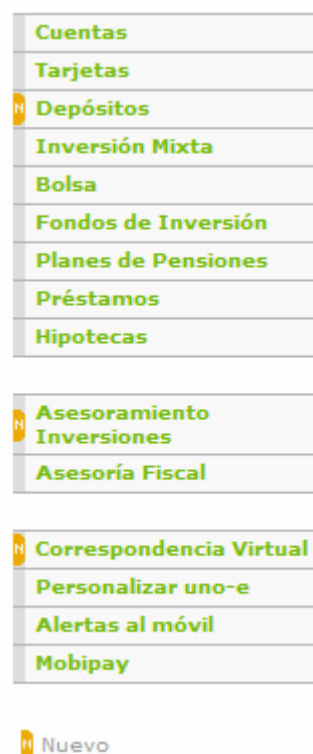 Cuentas
Tarjetas
N Depósitos
Inversión Mixta
Bolsa
Fondos de Inversión
Planes de Pensiones
Préstamos
Hipotecas
N Asesoramiento
Inversiones
Asesoría Fiscal
N Correspondencia Virtual
Personalizar uno-e
Alertas al móvil
Mobipay
N Nuevo